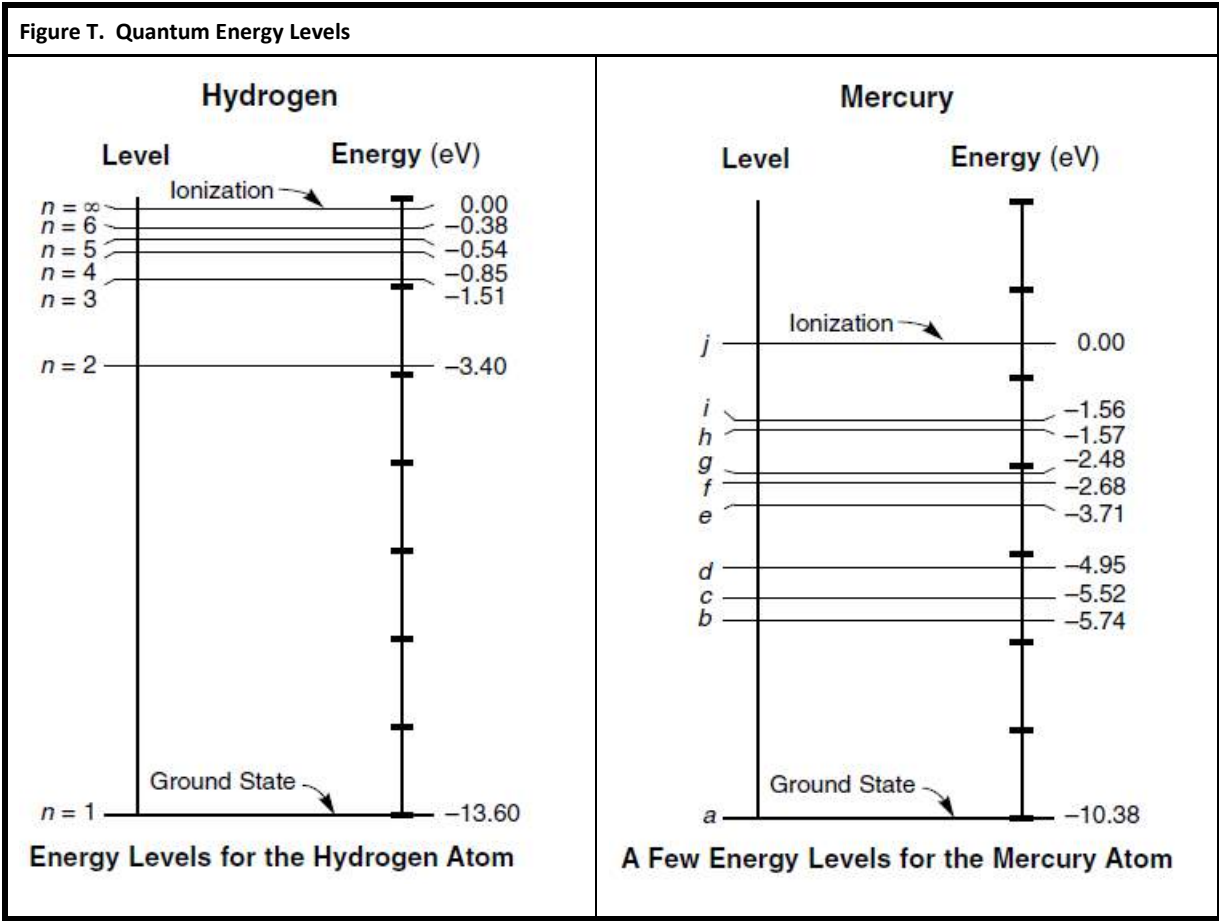 Figure T. Quantum Energy Levels
Hydrogen
Level Energy (eV)
Ionization
n = ∞ 0.00
n = 6 –0.38
n = 5 –0.54
n = 4 –0.85
n = 3 –1.51
n = 2 –3.40
Ground State
n = 1 –13.60
Energy Levels for the Hydrogen Atom
Mercury
Level Energy (eV)
Ionization
j 0.00
i –1.56
h –1.57
g –2.48
f –2.68
e –3.71
d –4.95
c –5.52
b –5.74
Ground State
a –10.38
A Few Energy Levels for the Mercury Atom